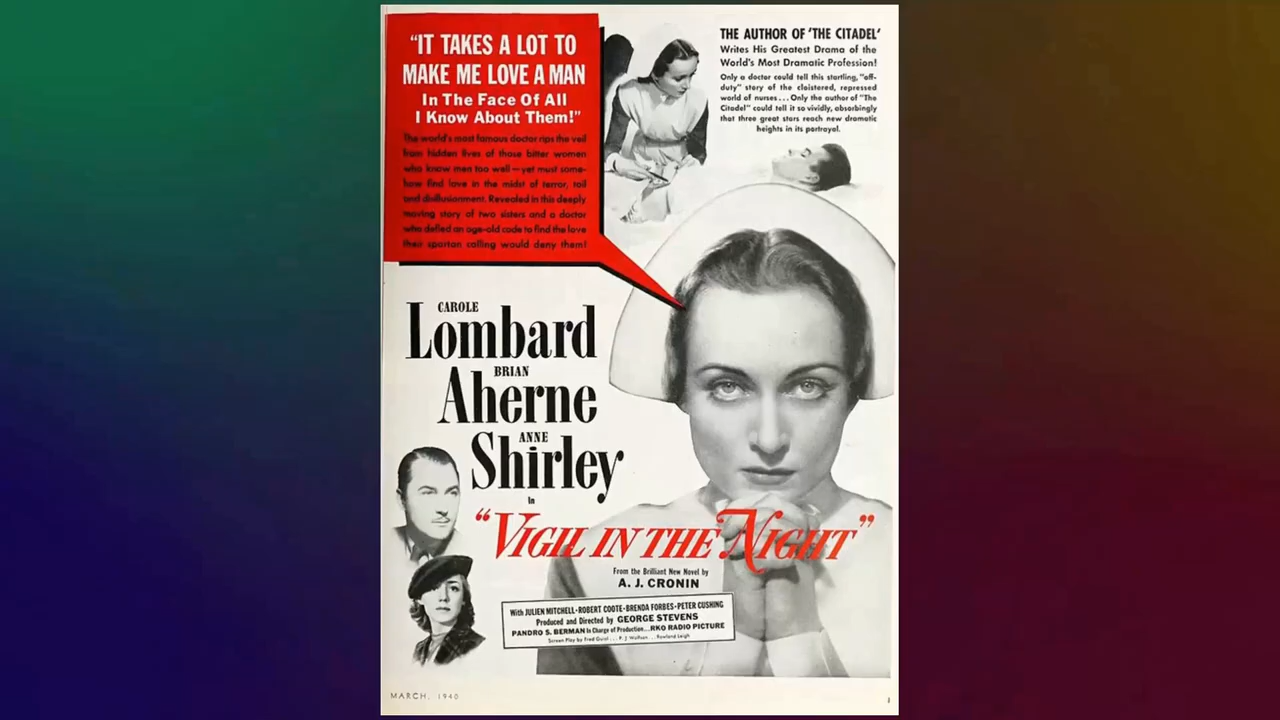 "IT TAKES A LOT TO
MAKE ME LOVE A MAN
In The Face Of All
I Know About Them!"
The world's most famous doctor rips the veil
from hidden lives of those bitter women
who know men too well—yet must some-
how find love in the midst of terror, toil
and disillusionment. Revealed in this deeply
moving story of two sisters and a doctor
who defied an age-old code to find the love
their spartan calling would deny them!
THE AUTHOR OF 'THE CITADEL'
Writes His Greatest Drama of the
World's Most Dramatic Profession!
Only a doctor could tell this startling, "off-
duty" story of the cloistered, repressed
world of nurses...Only the author of "The
Citadel" could tell it so vividly, absorbingly
that three great stars reach new dramatic
heights in its portrayal.
CAROLE
Lombard
BRIAN
Aherne
ANNE
Shirley
in
"VIGIL IN THE NIGHT"
From the Brilliant New Novel by
A. J. CRONIN
With JULIEN MITCHELL • ROBERT COOTE • BRENDA FORBES • PETER CUSHING
Produced and Directed by GEORGE STEVENS
PANDRO S. BERMAN In Charge of Production...RKO RADIO PICTURE
Screen Play by Fred Guiol... P. J. Wolfson... Rowland Leigh
MARCH, 1940